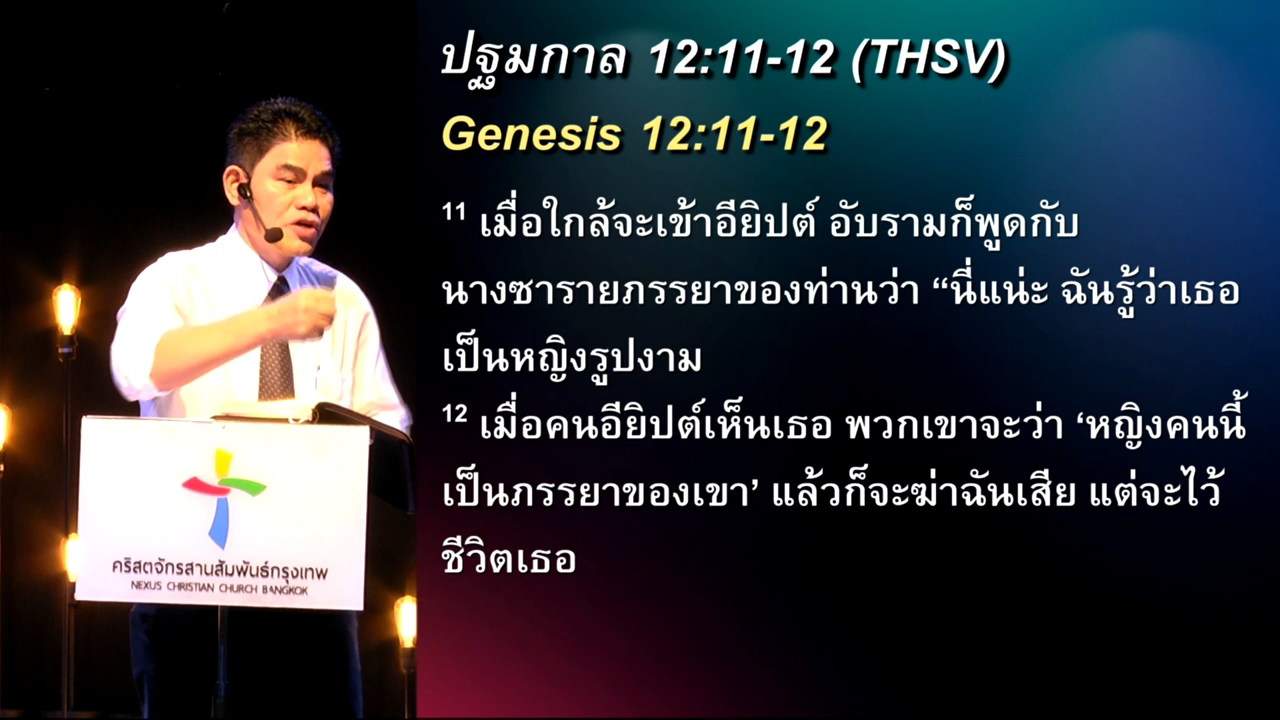 ปฐมกาล 12:11-12 (THSV)
Genesis 12:11-12
11 เมื่อใกล้จะเข้าอียิปต์ อับรามก็พูดกับ
นางซารายภรรยาของท่านว่า “นี่แน่ะ ฉันรู้ว่าเธอ
เป็นหญิงรูปงาม
12 เมื่อคนอียิปต์เห็นเธอ พวกเขาจะว่า ‘หญิงคนนี้
เป็นภรรยาของเขา’ แล้วก็จะฆ่าฉันเสีย แต่จะไว้
ชีวิตเธอ
คริสตจักรสานสัมพันธ์กรุงเทพ
NEXUS CHRISTIAN CHURCH BANGKOK